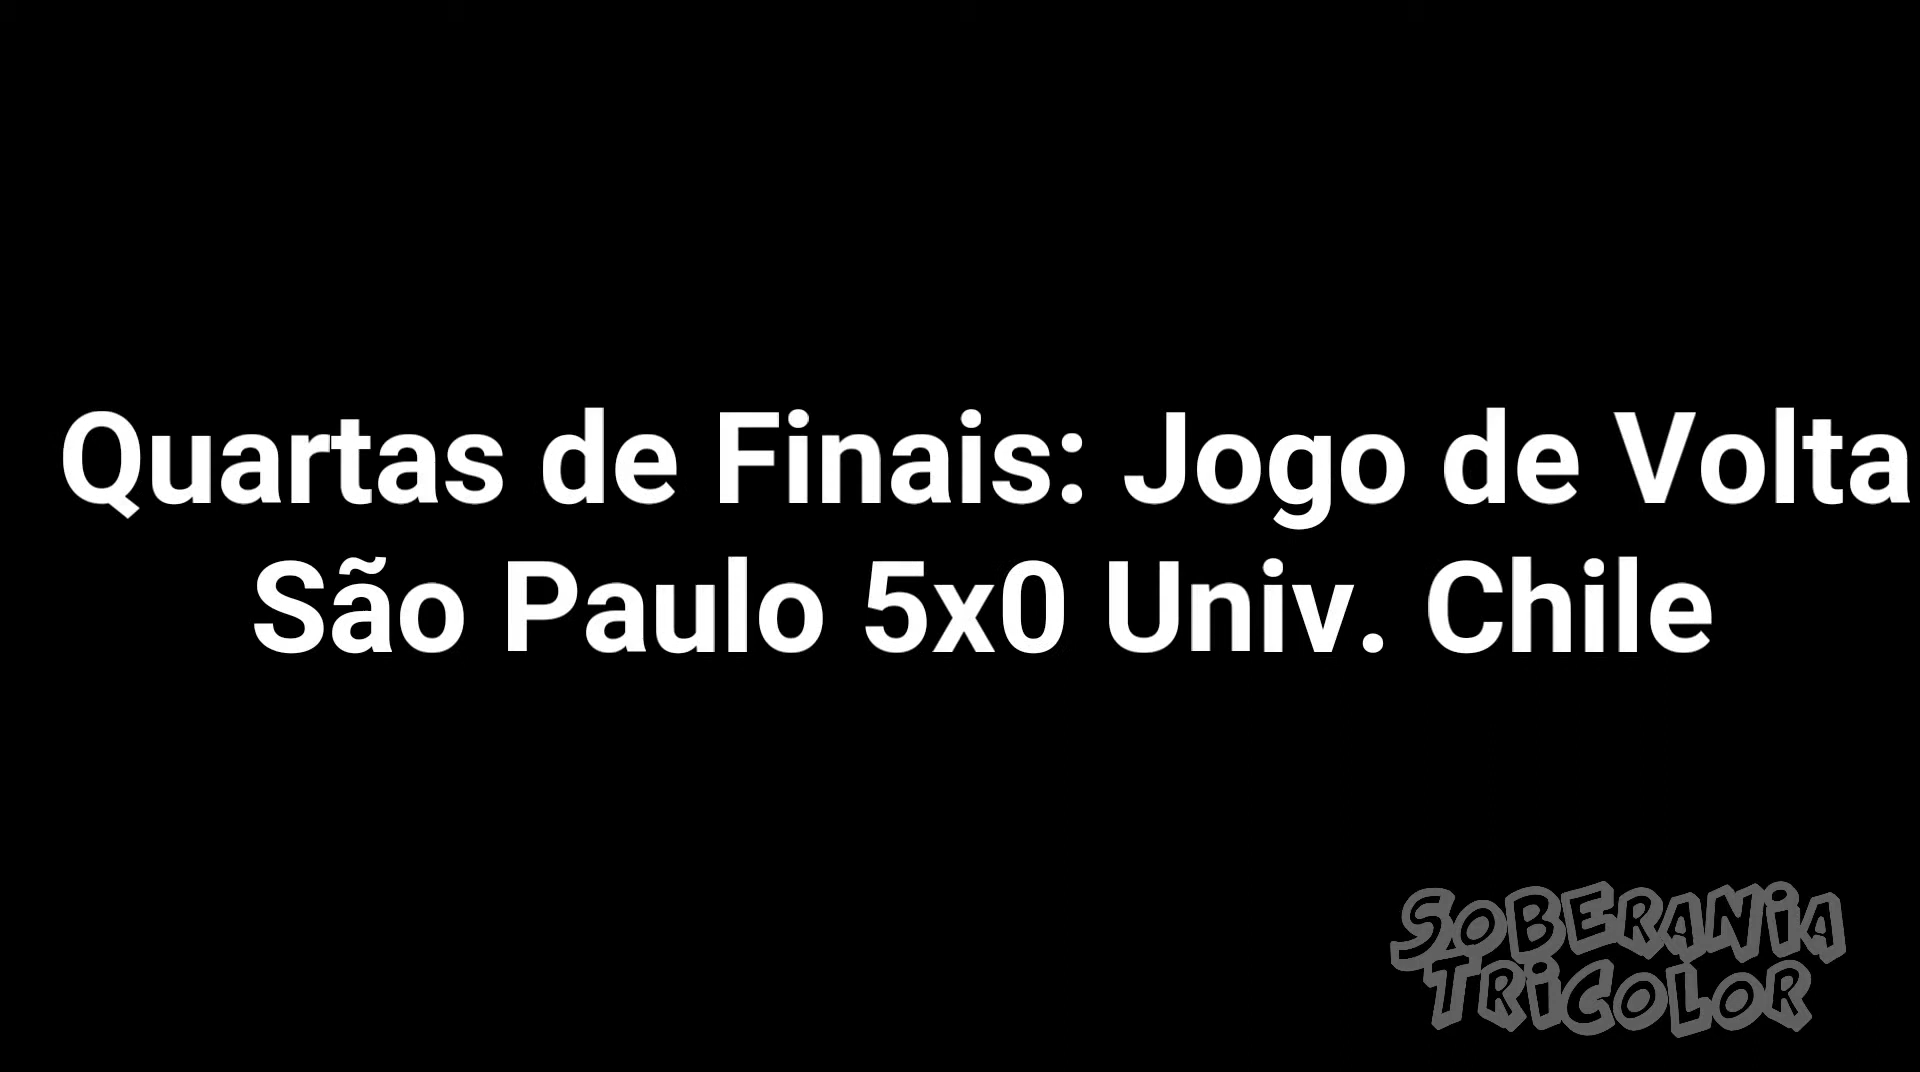 Quartas de Finais: Jogo de Volta
São Paulo 5x0 Univ. Chile
SOBERANIA
TRICOLOR